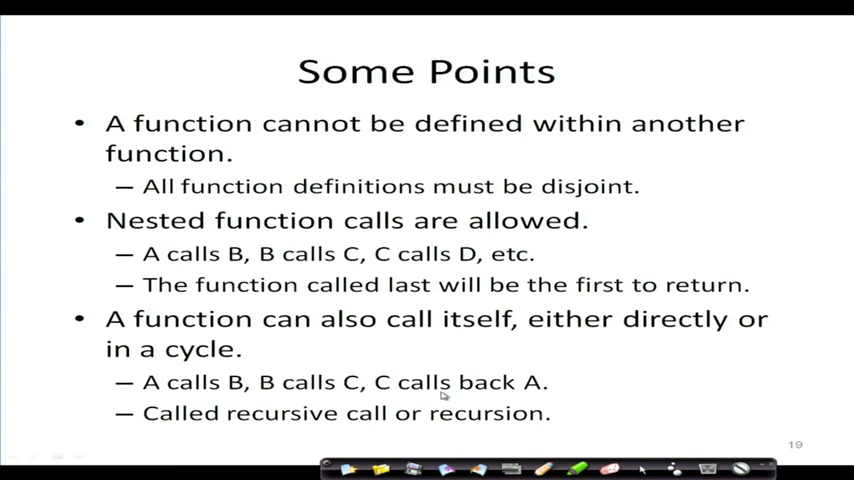 Some Points
• A function cannot be defined within another
function.
– All function definitions must be disjoint.
• Nested function calls are allowed.
– A calls B, B calls C, C calls D, etc.
– The function called last will be the first to return.
• A function can also call itself, either directly or
in a cycle.
– A calls B, B calls C, C calls back A.
– Called recursive call or recursion.
19